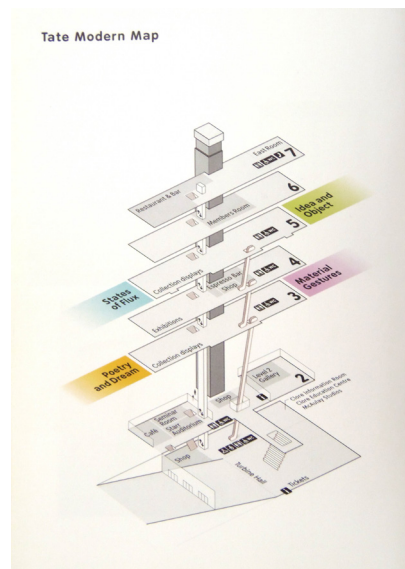 Tate Modern Map
East Room
7
Restaurant & Bar
6
Members Room
Idea and
Object
5
Collection displays
Espresso Bar
Shop
4
States
of Flux
Material
Gestures
Exhibitions
3
Collection displays
Poetry
and Dream
Level 2
Gallery
2
Shop
Clore Information Room
Clore Education Centre
McAulay Studios
Seminar
Room
Café
Starr
Auditorium
Shop
Turbine Hall
Tickets